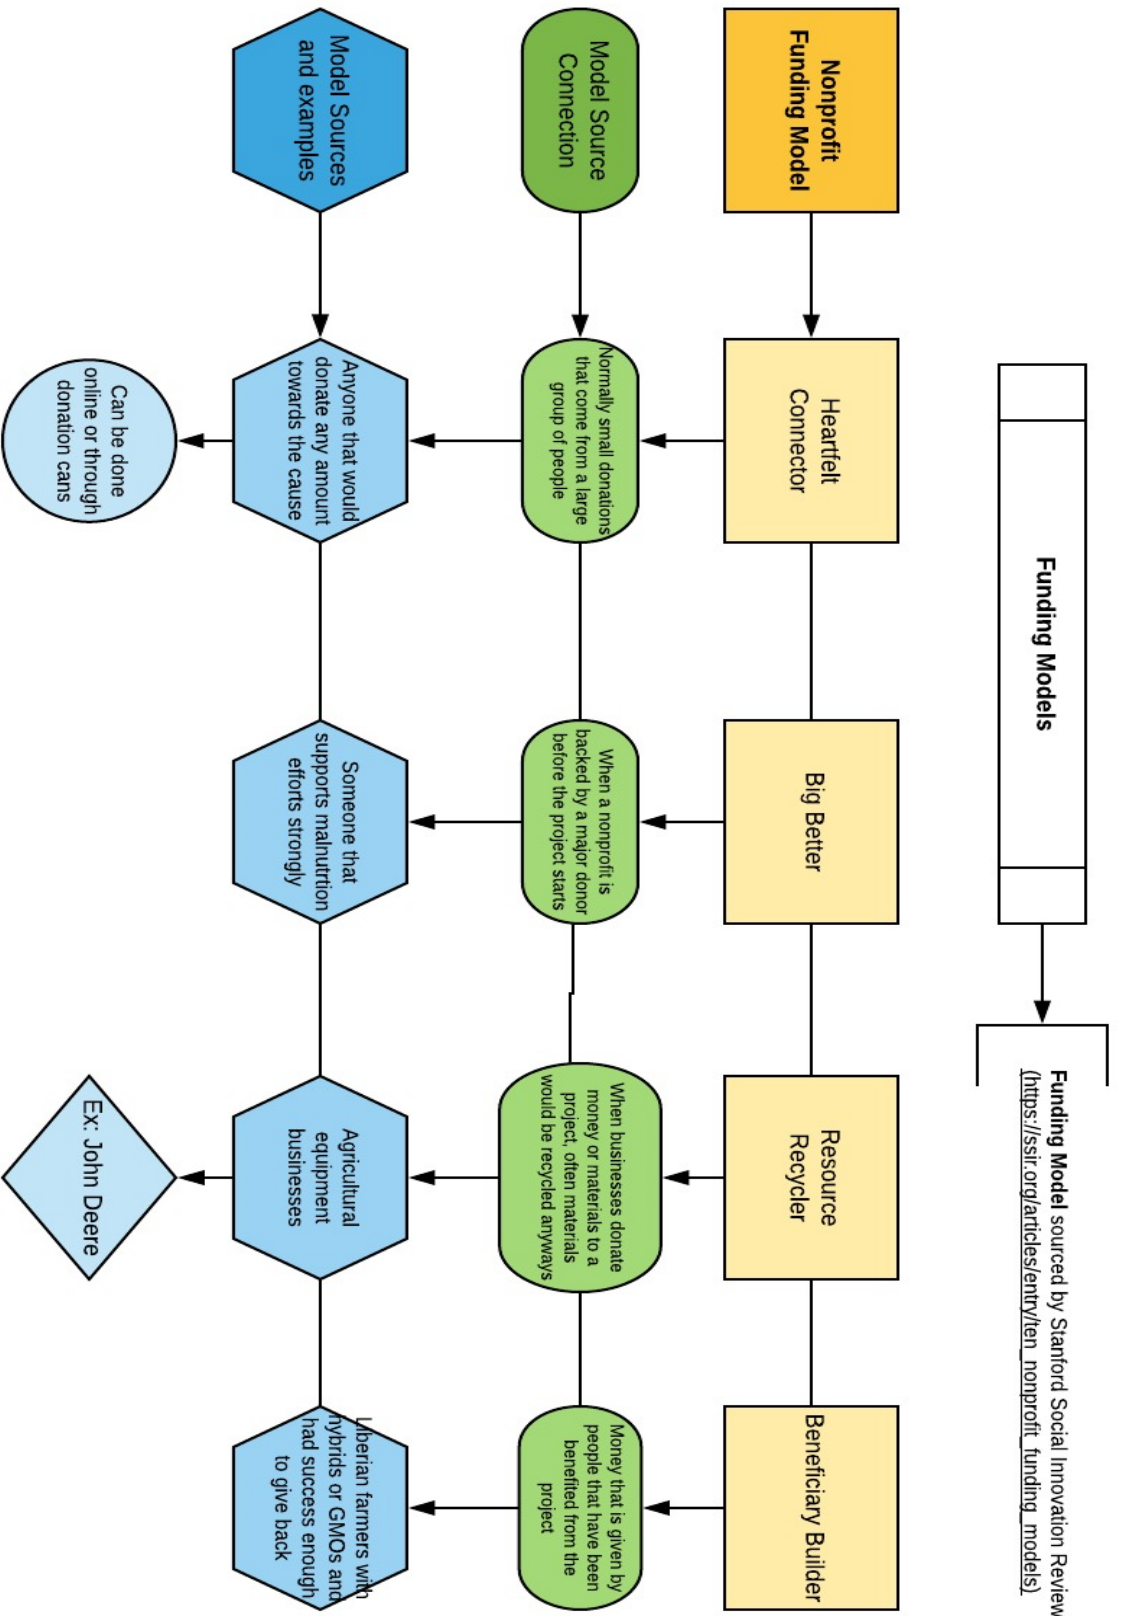 Funding Models
Funding Model sourced by Stanford Social Innovation Review
(https://ssir.org/articles/entry/ten_nonprofit_funding_models)
Nonprofit
Funding Model
Heartfelt
Connector
Big Better
Resource
Recycler
Beneficiary Builder
Model Source
Connection
Normally small donations
that come from a large
group of people
When a nonprofit is
backed by a major donor
before the project starts
When businesses donate
money or materials to a
project, often materials
would be recycled anyways
Money that is given by
people that have been
benefited from the
project
Model Sources
and examples
Anyone that would
donate any amount
towards the cause
Someone that
supports malnutrtion
efforts strongly
Agricultural
equipment
businesses
Liberian farmers with
hybrids or GMOs and
had success enough
to give back
Can be done
online or through
donation cans
Ex: John Deere